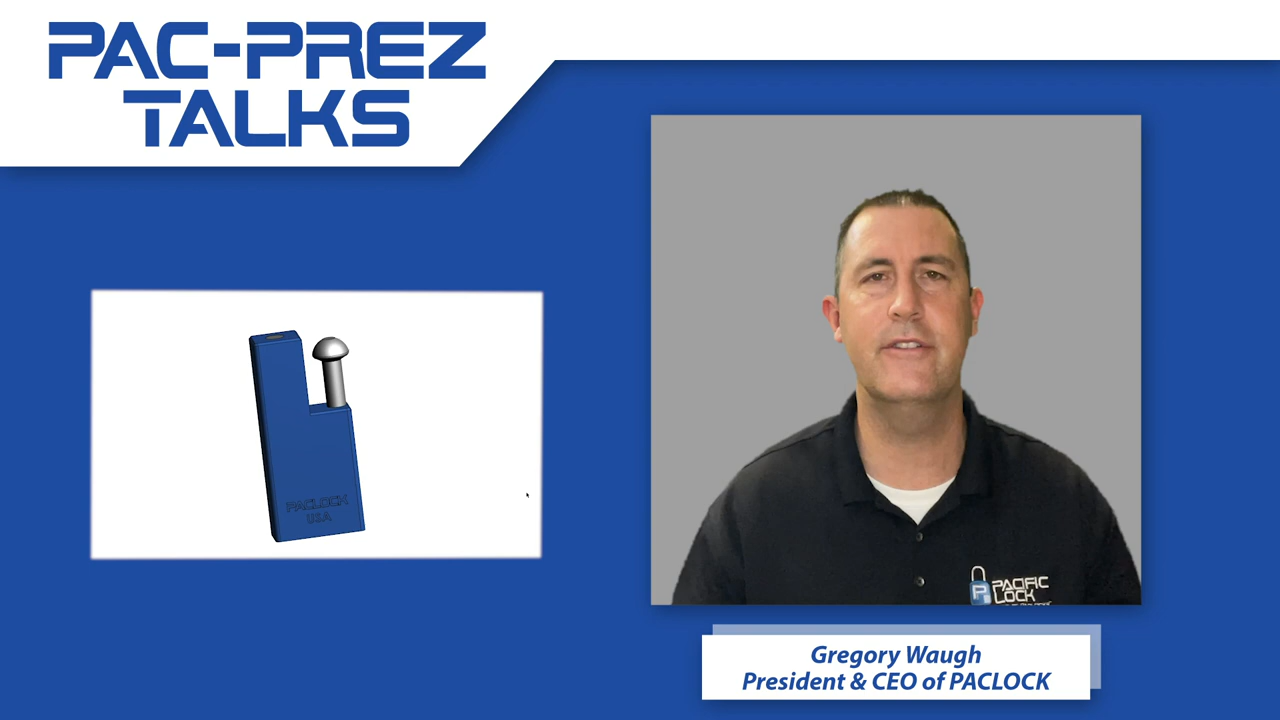 PAC-PREZ
TALKS
PACLOCK
USA
PACIFIC
LOCK
Gregory Waugh
President & CEO of PACLOCK